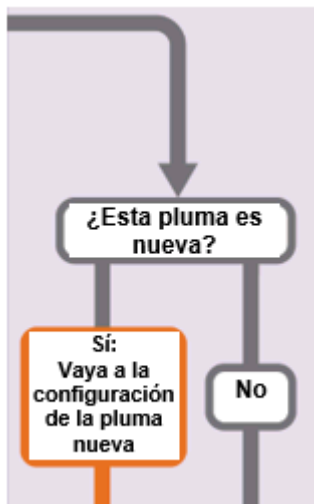 ¿Esta pluma es
nueva?
Sí:
Vaya a la
configuración
de la pluma
nueva
No